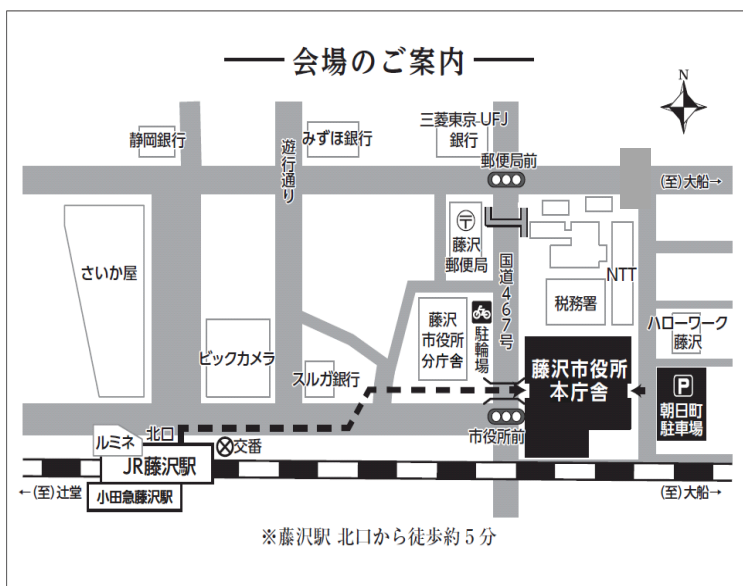 会場のご案内
N
静岡銀行
遊行通り
みずほ銀行
三菱東京UFJ
銀行
郵便局前
(至)大船→
さいか屋
藤沢
郵便局
国道467号
NTT
税務署
ハローワーク
藤沢
ビックカメラ
スルガ銀行
藤沢
市役所
分庁舎
駐輪場
藤沢市役所
本庁舎
P
朝日町
駐車場
市役所前
北口
ルミネ
交番
JR藤沢駅
小田急藤沢駅
←(至)辻堂
(至)大船→
※藤沢駅 北口から徒歩約5分